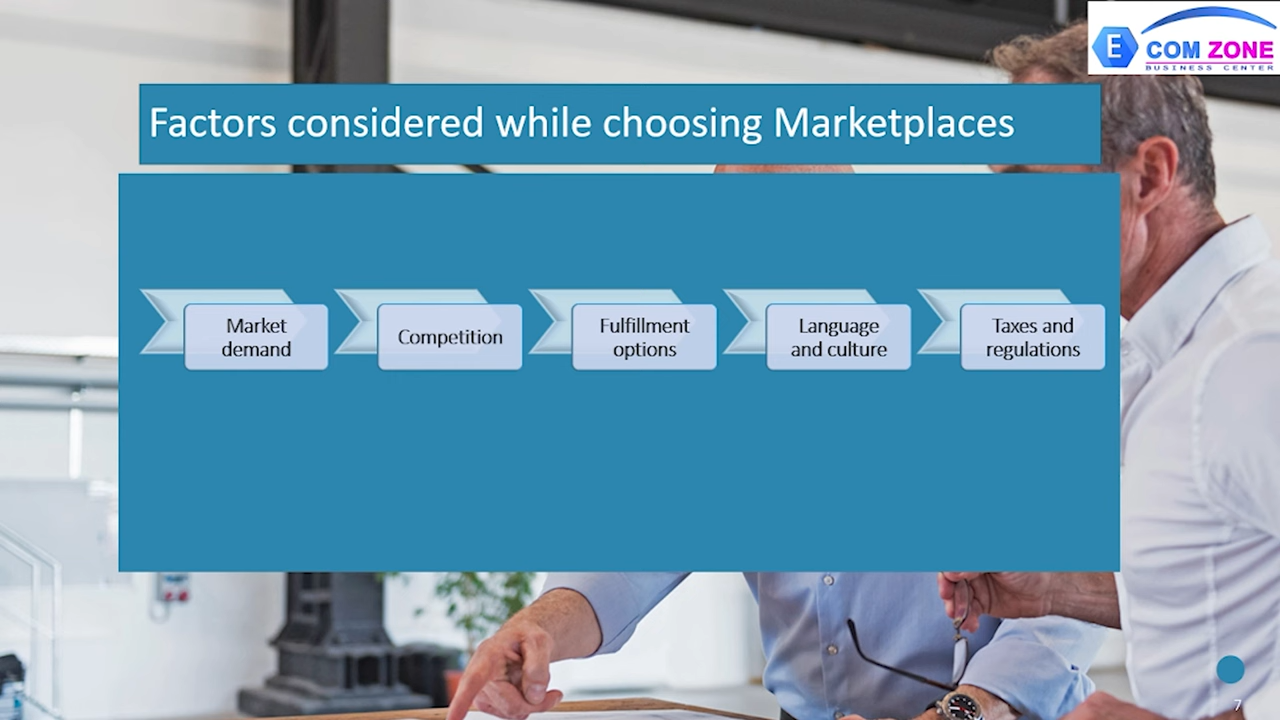 E
COM ZONE
BUSINESS CENTER
Factors considered while choosing Marketplaces
Market
demand
Competition
Fulfillment
options
Language
and culture
Taxes and
regulations
7